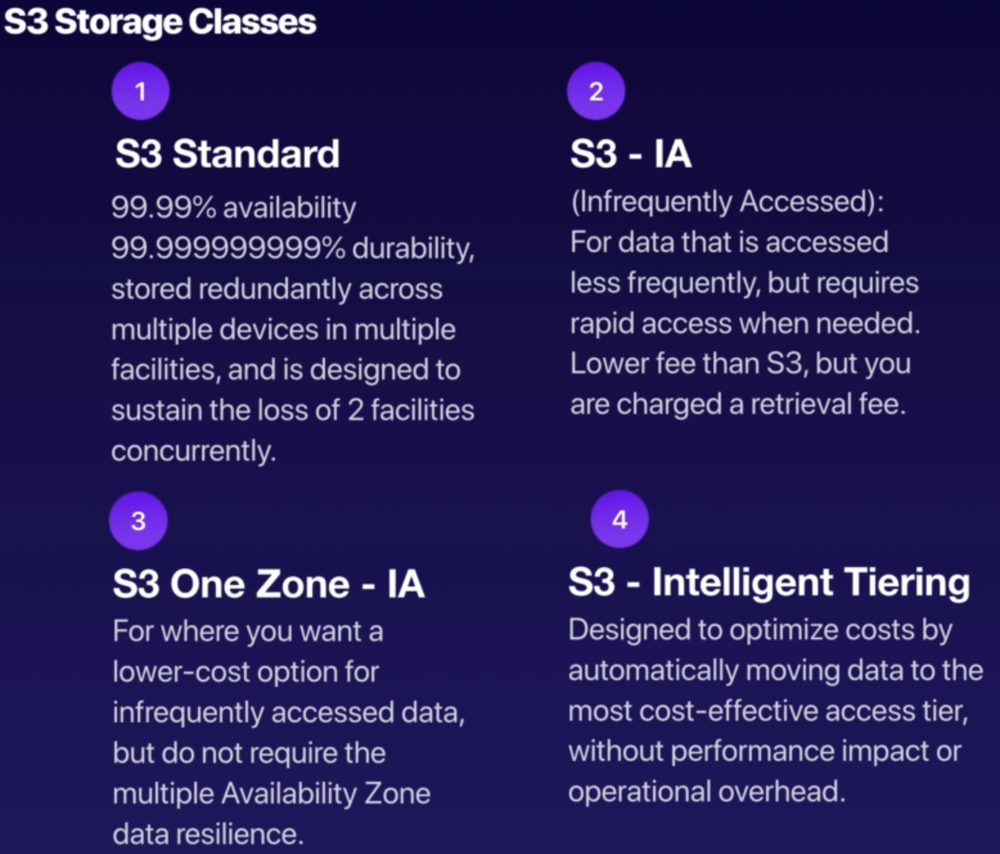 S3 Storage Classes
1
S3 Standard
99.99% availability
99.999999999% durability,
stored redundantly across
multiple devices in multiple
facilities, and is designed to
sustain the loss of 2 facilities
concurrently.
2
S3 - IA
(Infrequently Accessed):
For data that is accessed
less frequently, but requires
rapid access when needed.
Lower fee than S3, but you
are charged a retrieval fee.
3
S3 One Zone - IA
For where you want a
lower-cost option for
infrequently accessed data,
but do not require the
multiple Availability Zone
data resilience.
4
S3 - Intelligent Tiering
Designed to optimize costs by
automatically moving data to the
most cost-effective access tier,
without performance impact or
operational overhead.